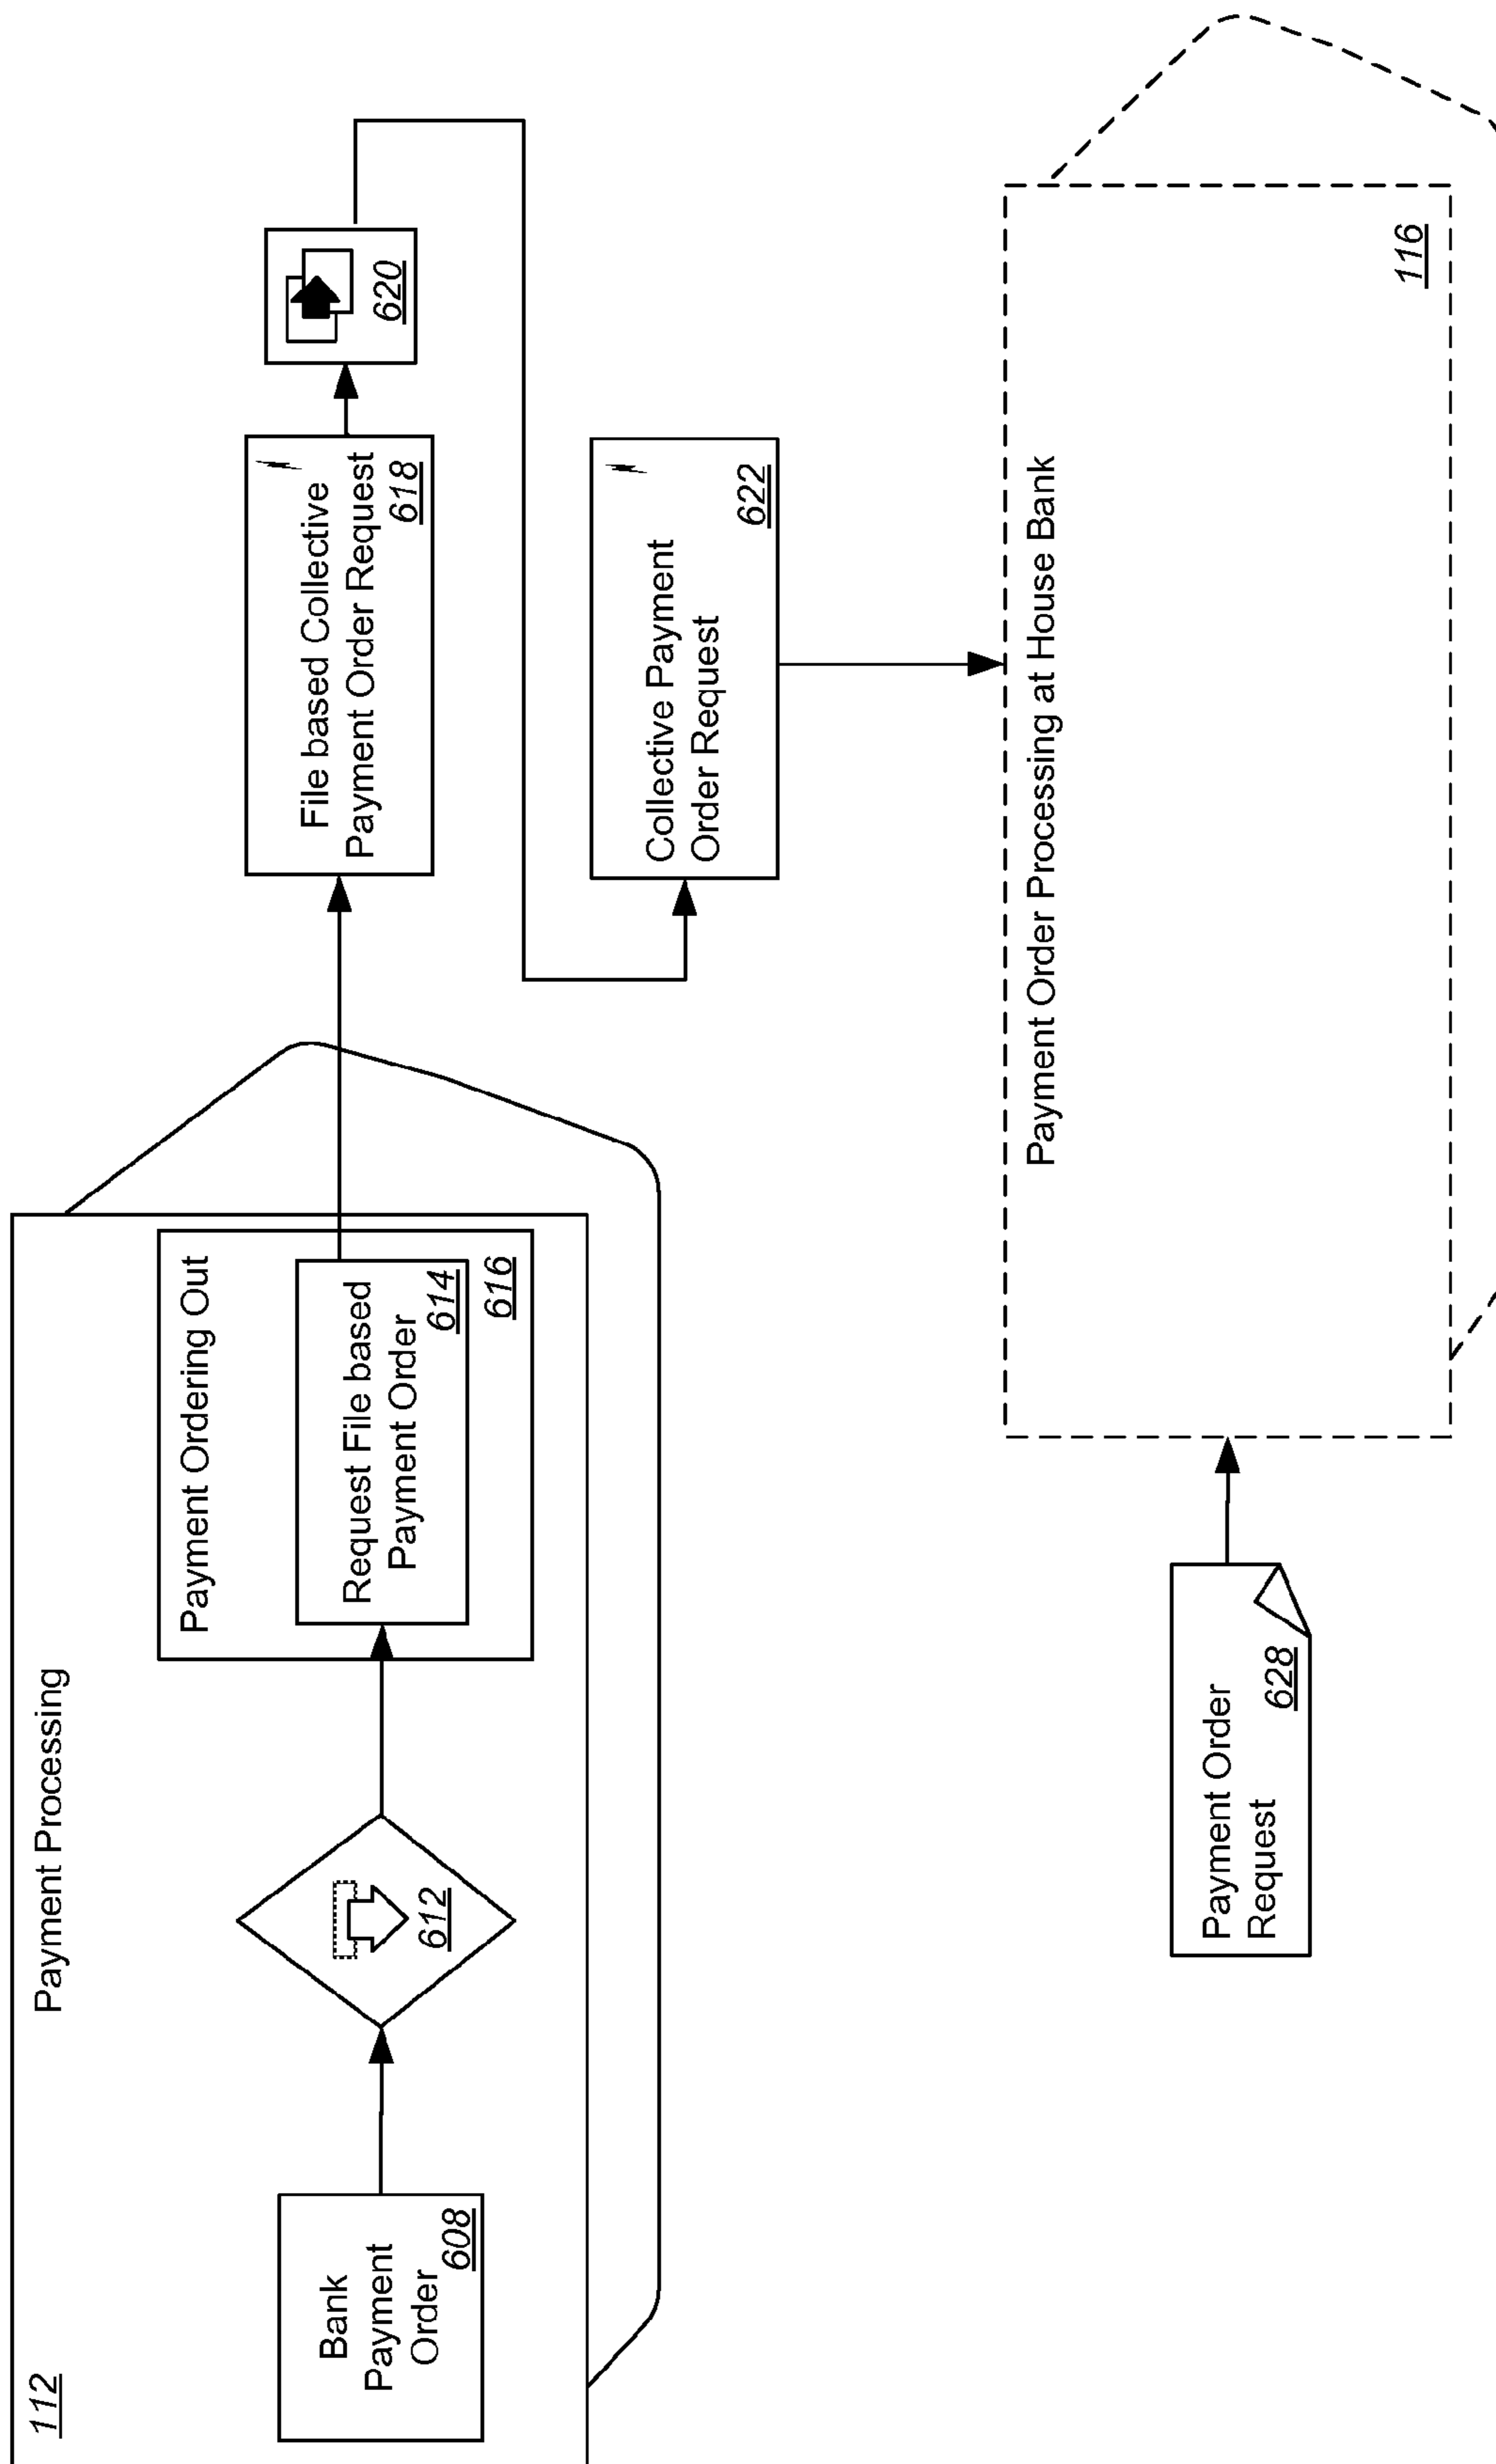 112
Payment Processing
Bank
Payment
Order
608
612
Payment Ordering Out
Request File based
Payment Order
614
616
File based Collective
Payment Order Request
618
620
Collective Payment
Order Request
622
Payment Order Processing at House Bank
116
Payment Order
Request
628